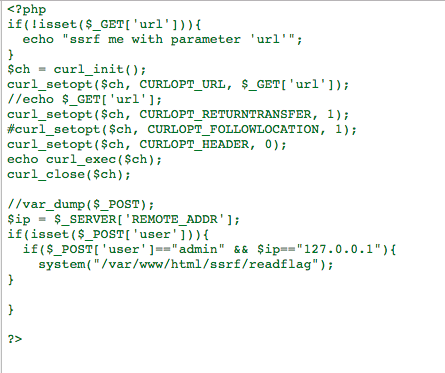 <?php
if(!isset($_GET['url'])){
  echo "ssrf me with parameter 'url'";
}
$ch = curl_init();
curl_setopt($ch, CURLOPT_URL, $_GET['url']);
//echo $_GET['url'];
curl_setopt($ch, CURLOPT_RETURNTRANSFER, 1);
#curl_setopt($ch, CURLOPT_FOLLOWLOCATION, 1);
curl_setopt($ch, CURLOPT_HEADER, 0);
echo curl_exec($ch);
curl_close($ch);

//var_dump($_POST);
$ip = $_SERVER['REMOTE_ADDR'];
if(isset($_POST['user'])){
  if($_POST['user']=="admin" && $ip=="127.0.0.1"){
    system("/var/www/html/ssrf/readflag");
}

}

?>